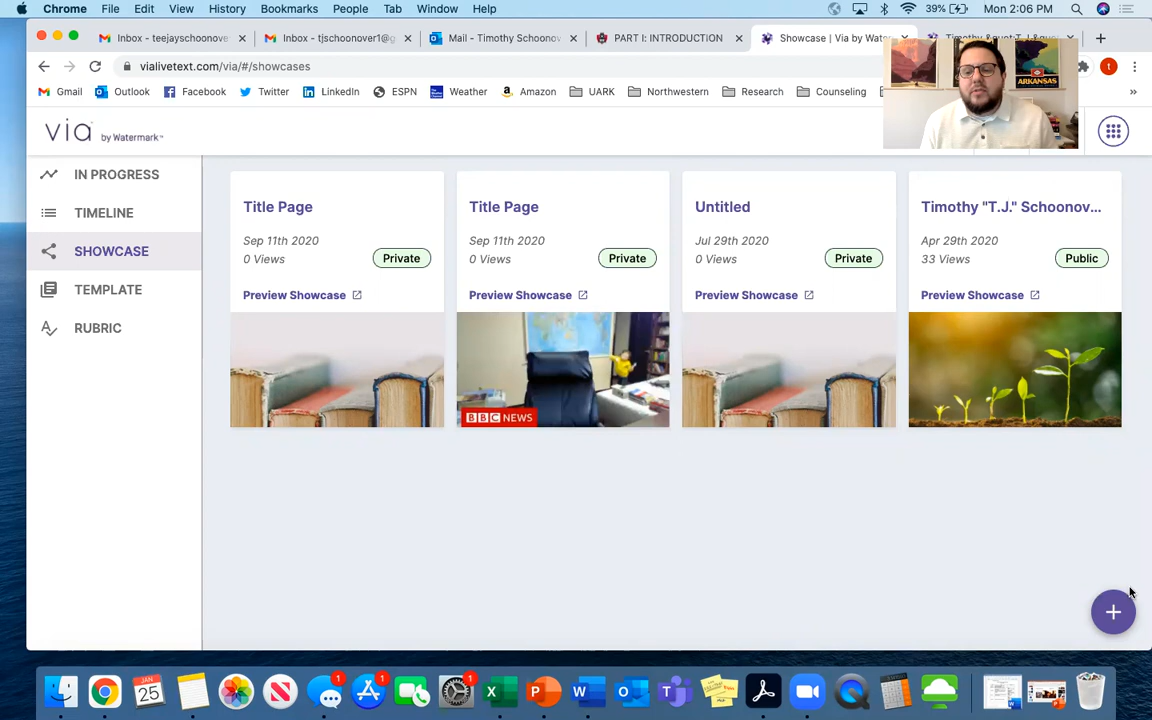 Chrome File Edit View History Bookmarks People Tab Window Help 39% Mon 2:06 PM
Inbox - teejayschoonove Inbox - tjschoonover1@g Mail - Timothy Schoonov PART I: INTRODUCTION Showcase | Via by Wate
vialivetext.com/via/#/showcases t
Gmail Outlook Facebook Twitter LinkedIn ESPN Weather Amazon UARK Northwestern Research Counseling »
ARKANSAS
via by Watermark™
IN PROGRESS
TIMELINE
SHOWCASE
TEMPLATE
RUBRIC
Title Page
Sep 11th 2020
0 Views Private
Preview Showcase
Title Page
Sep 11th 2020
0 Views Private
Preview Showcase
BBC NEWS
Untitled
Jul 29th 2020
0 Views Private
Preview Showcase
Timothy "T.J." Schoonov...
Apr 29th 2020
33 Views Public
Preview Showcase
+
JAN
25
1 1 1